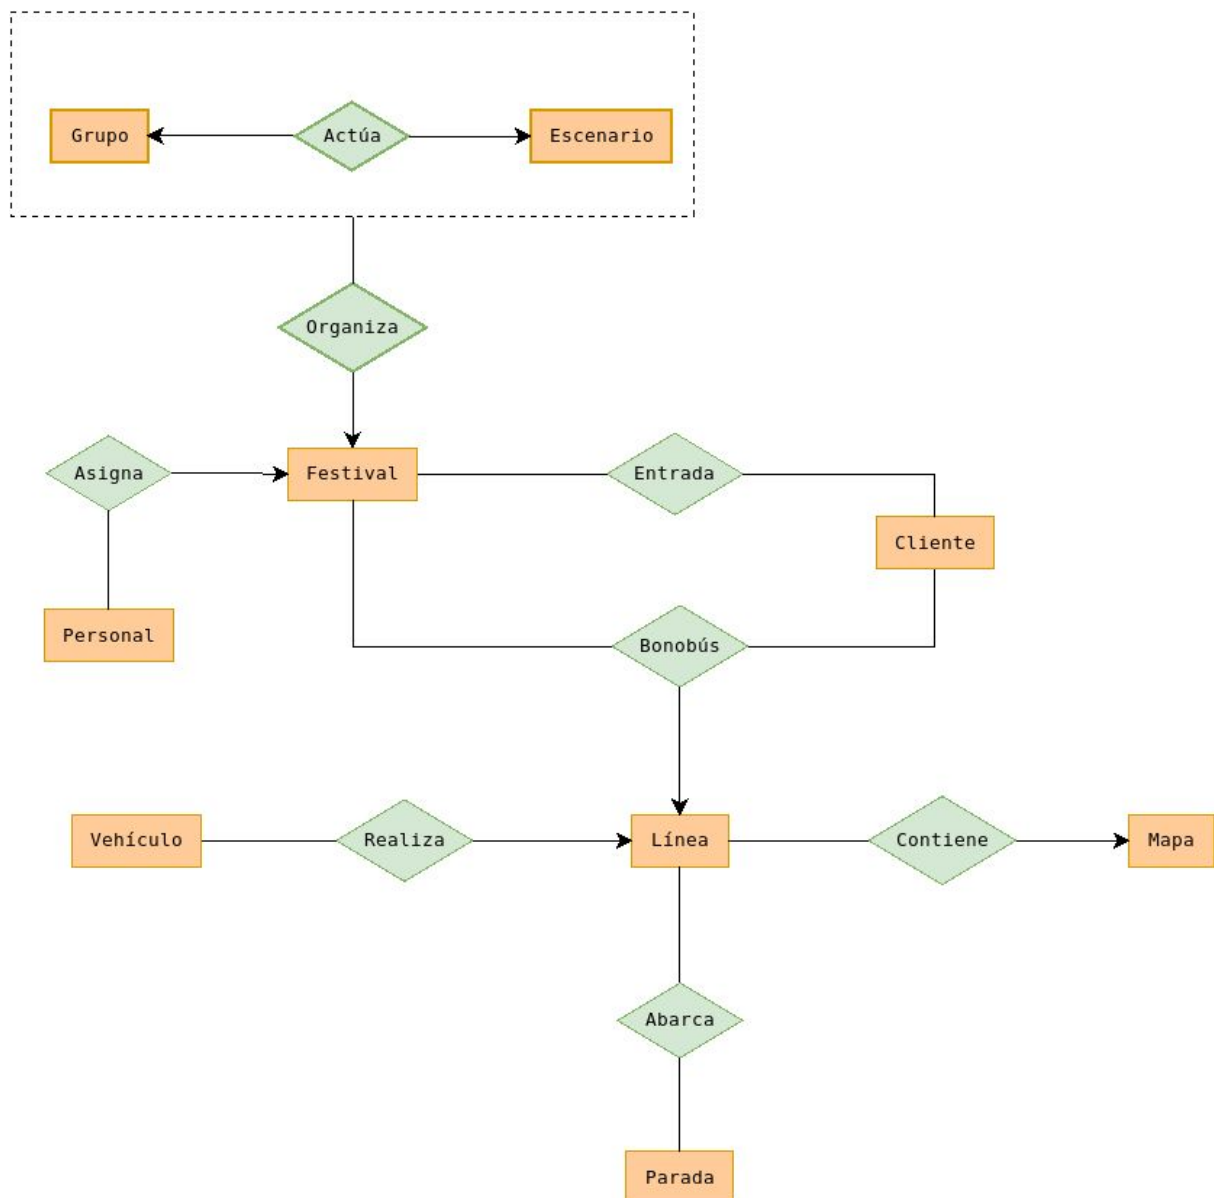 Grupo
Actúa
Escenario
Organiza
Asigna
Festival
Entrada
Cliente
Personal
Bonobús
Vehículo
Realiza
Línea
Contiene
Mapa
Abarca
Parada